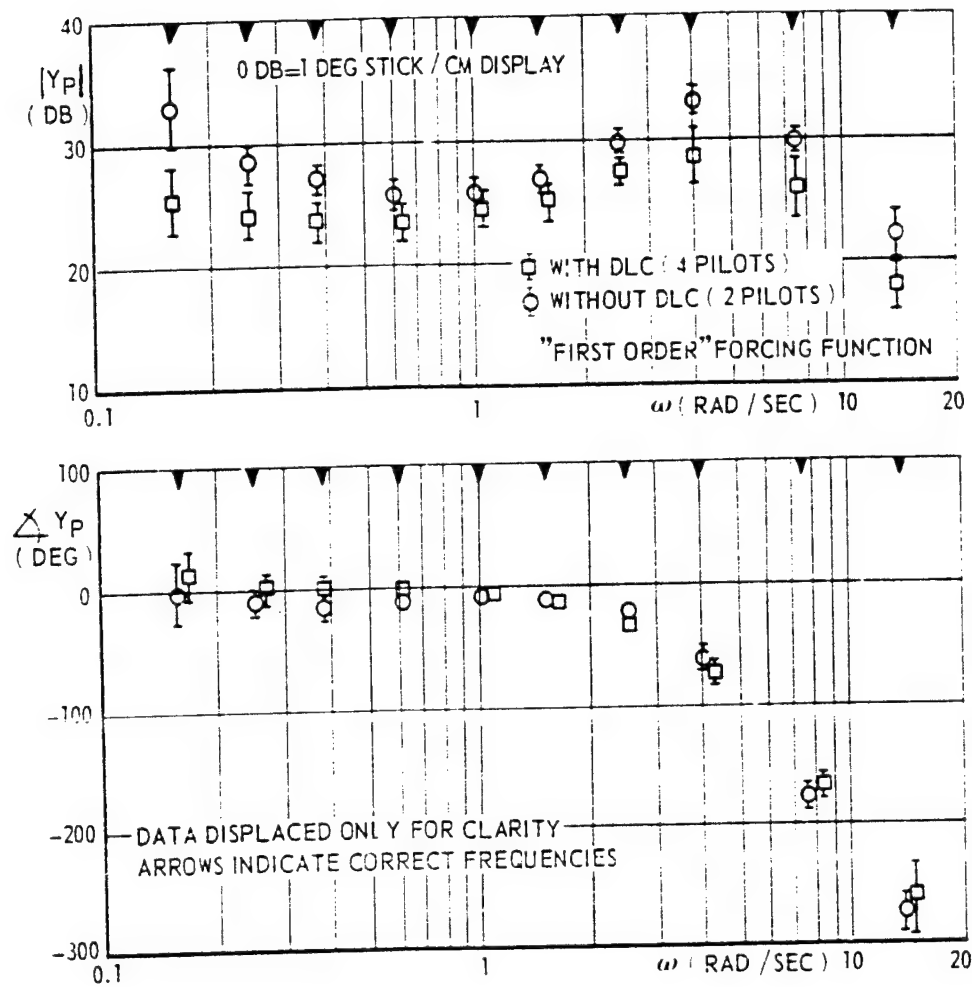 40
|Yp|
(DB)
30
20
10
0 DB=1 DEG STICK / CM DISPLAY
WITH DLC ( 4 PILOTS )
WITHOUT DLC ( 2 PILOTS )
"FIRST ORDER" FORCING FUNCTION
0.1
1
ω ( RAD / SEC )
10
20
100
∡ Yp
(DEG)
0
-100
-200
-300
DATA DISPLACED ONLY FOR CLARITY
ARROWS INDICATE CORRECT FREQUENCIES
0.1
1
ω ( RAD / SEC )
10
20